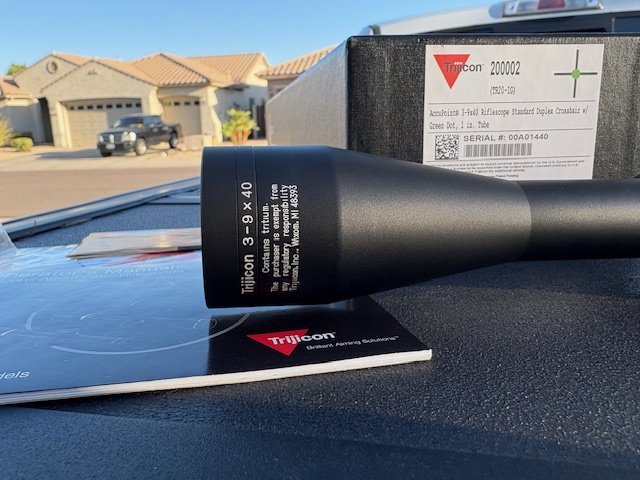 Trijicon
200002
(TR20-1G)
AccuPoint® 3-9x40 Riflescope Standard Duplex Crosshair w/
Green Dot, 1 in. Tube
SERIAL #: 00A01440
Trijicon 3-9×40
Contains tritium.
The purchaser is exempt from
any regulatory responsibility
Trijicon, Inc., Wixom, MI 48393
Trijicon®
Brilliant Aiming Solutions™
dels